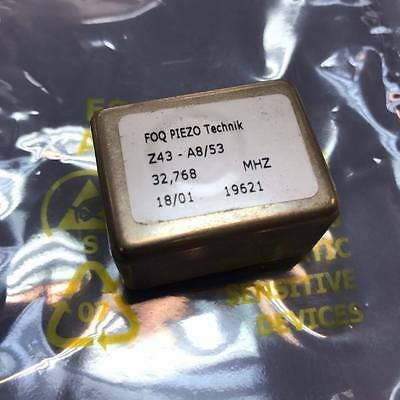 FOQ PIEZO Technik
Z43 - A8/53
32,768 MHZ
18/01 19621
SENSITIVE
DEVICES